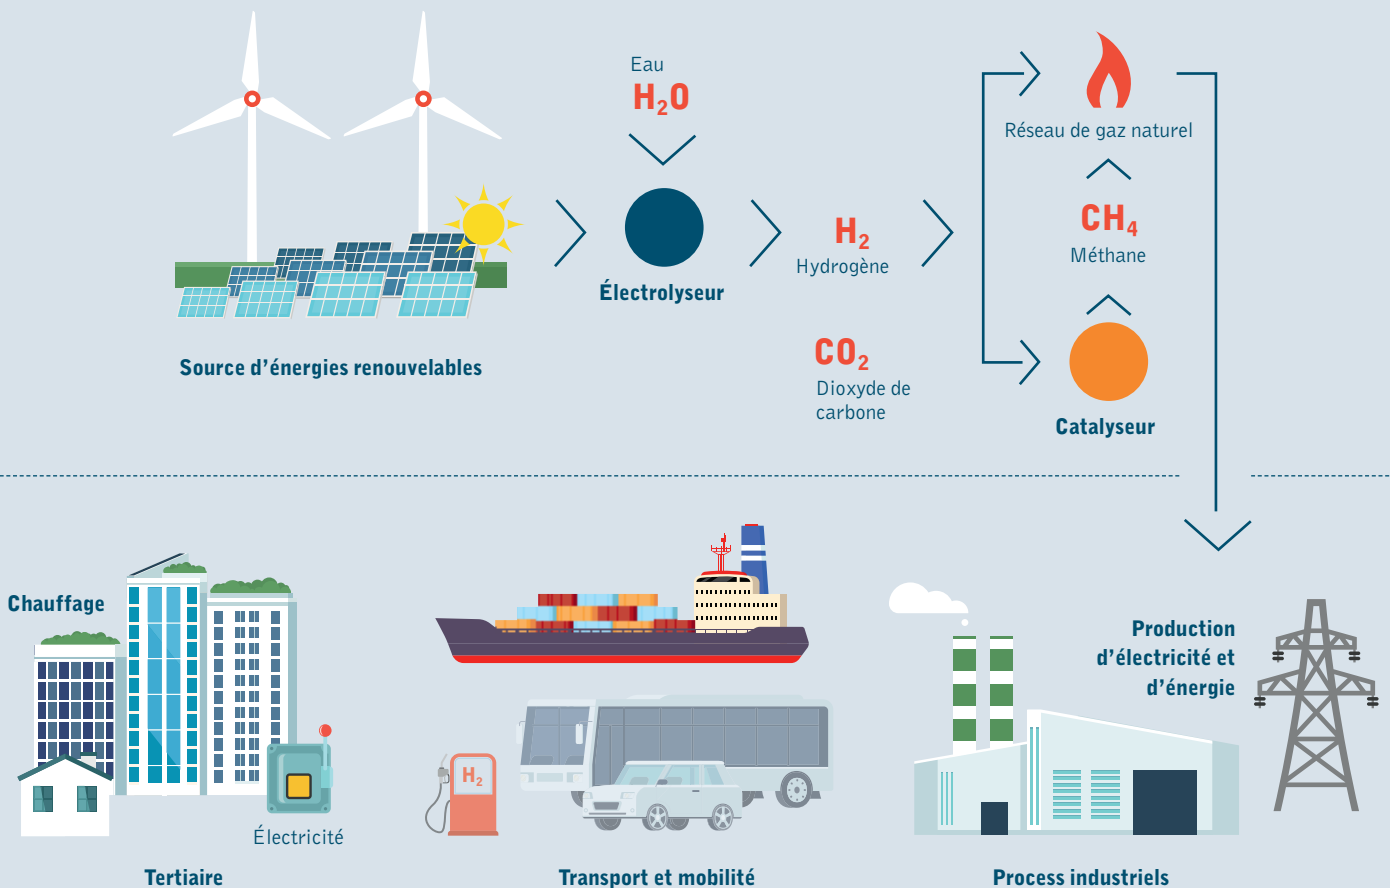 Eau
H₂O
Électrolyseur
Source d’énergies renouvelables
H₂
Hydrogène
CO₂
Dioxyde de
carbone
Réseau de gaz naturel
CH₄
Méthane
Catalyseur
Chauffage
Électricité
Tertiaire
H₂
Transport et mobilité
Production
d’électricité et
d’énergie
Process industriels